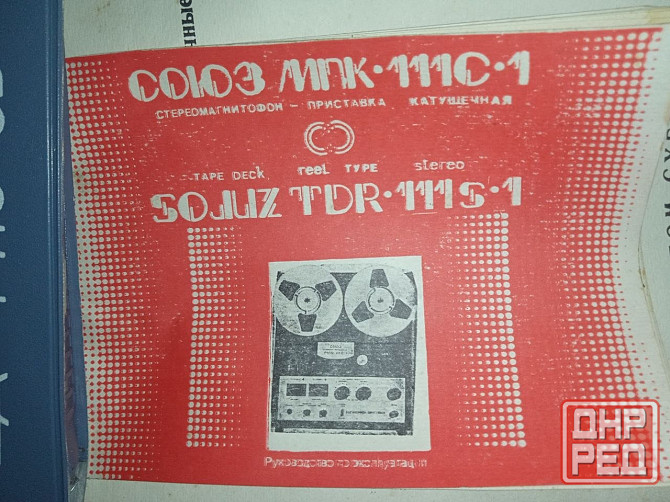 чные
СОЮЗ МПК·111С·1
СТЕРЕОМАГНИТОФОН – ПРИСТАВКА КАТУШЕЧНАЯ
TAPE DECK reel TYPE stereo
SOJUZ TDR·111S·1
Руководство по эксплуатации
ДНР
РЕД